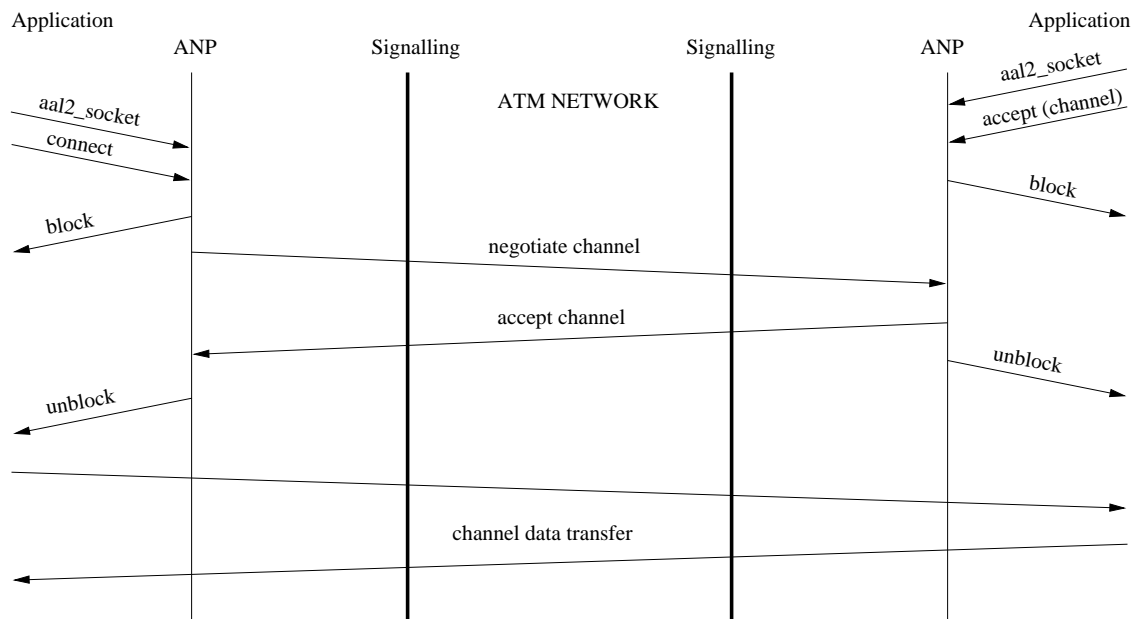 Application
Application
ANP
Signalling
Signalling
ANP
aal2_socket
ATM NETWORK
aal2_socket
accept (channel)
connect
block
block
negotiate channel
accept channel
unblock
unblock
channel data transfer